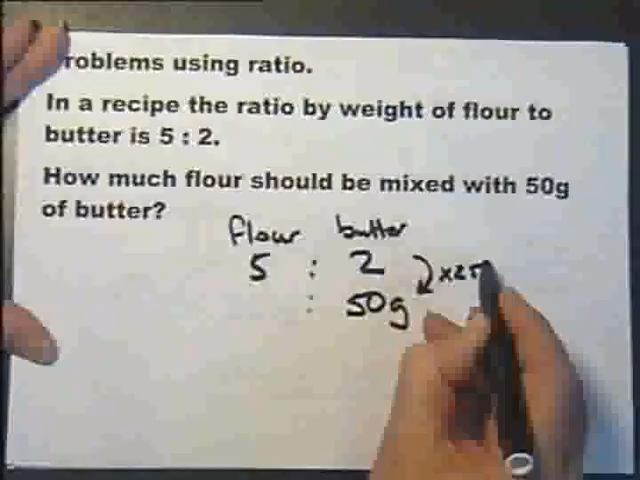 roblems using ratio.
In a recipe the ratio by weight of flour to
butter is 5 : 2.
How much flour should be mixed with 50g
of butter?
flour butter
5 : 2
: 50g
x25